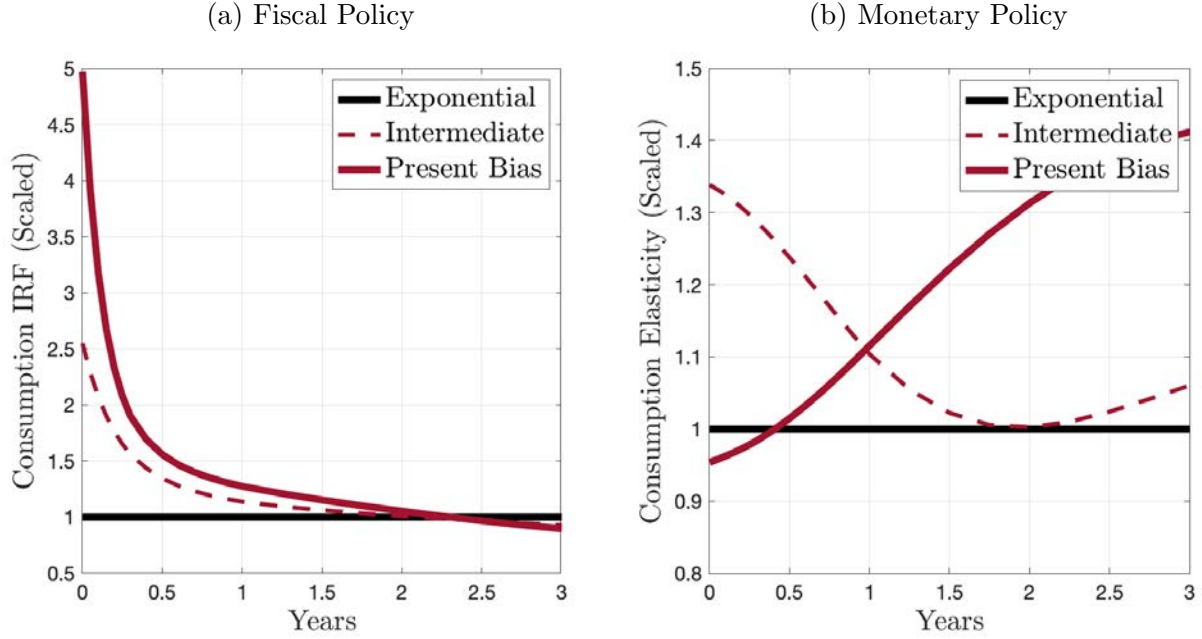 (a) Fiscal Policy
Consumption IRF (Scaled)
5
4.5
4
3.5
3
2.5
2
1.5
1
0.5
Exponential
Intermediate
Present Bias
0 0.5 1 1.5 2 2.5 3
Years
(b) Monetary Policy
Consumption Elasticity (Scaled)
1.5
1.4
1.3
1.2
1.1
1
0.9
0.8
Exponential
Intermediate
Present Bias
0 0.5 1 1.5 2 2.5 3
Years